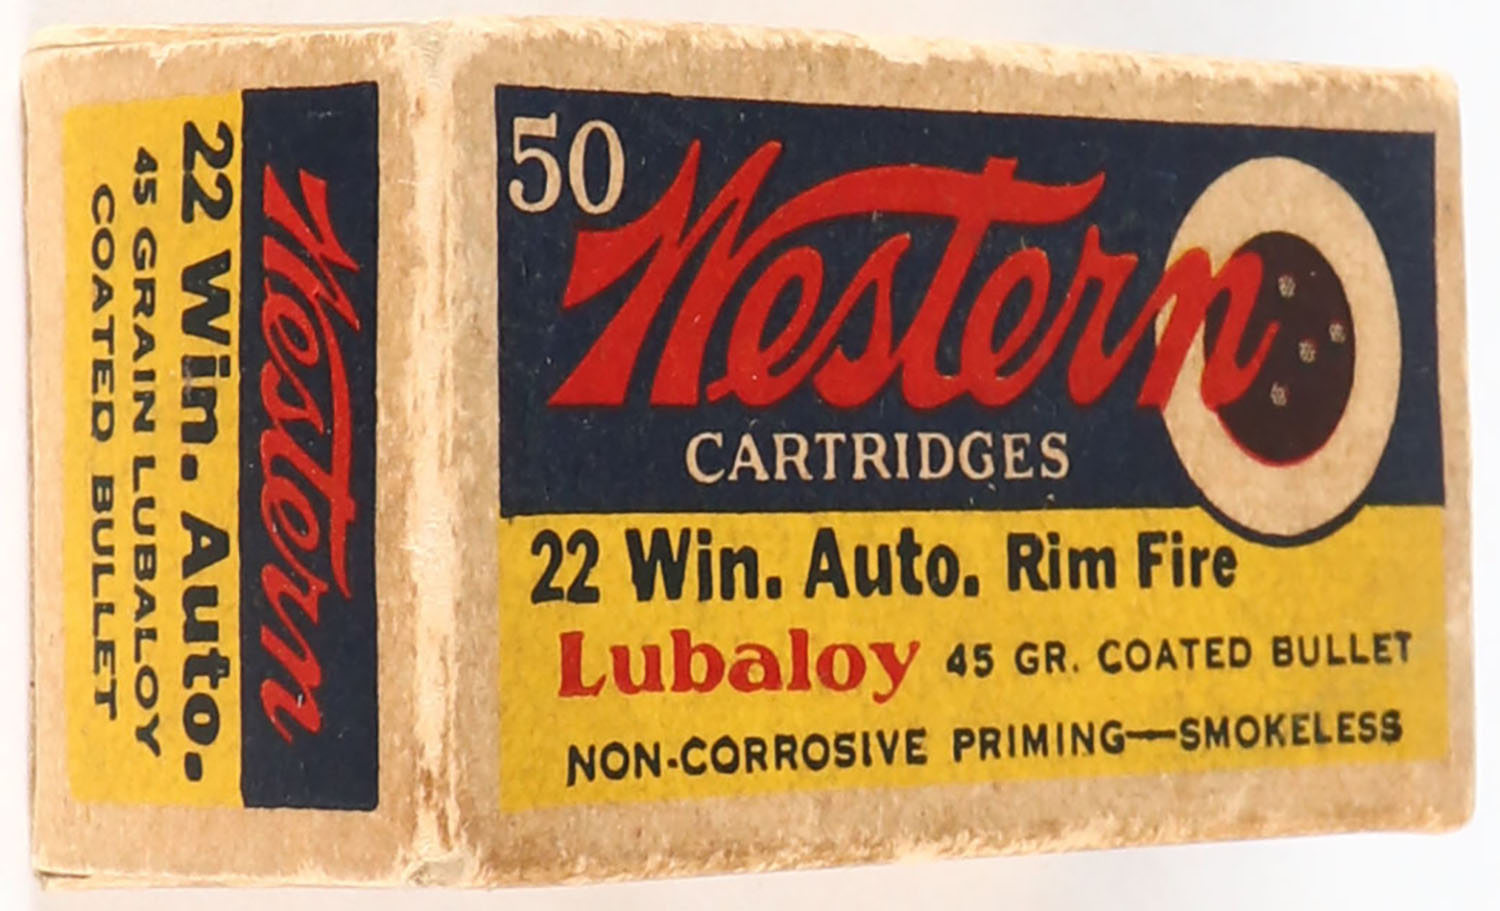 50
Western
CARTRIDGES
22 Win. Auto. Rim Fire
Lubaloy 45 GR. COATED BULLET
NON-CORROSIVE PRIMING—SMOKELESS
Western
22 Win. Auto.
45 GRAIN LUBALOY
COATED BULLET